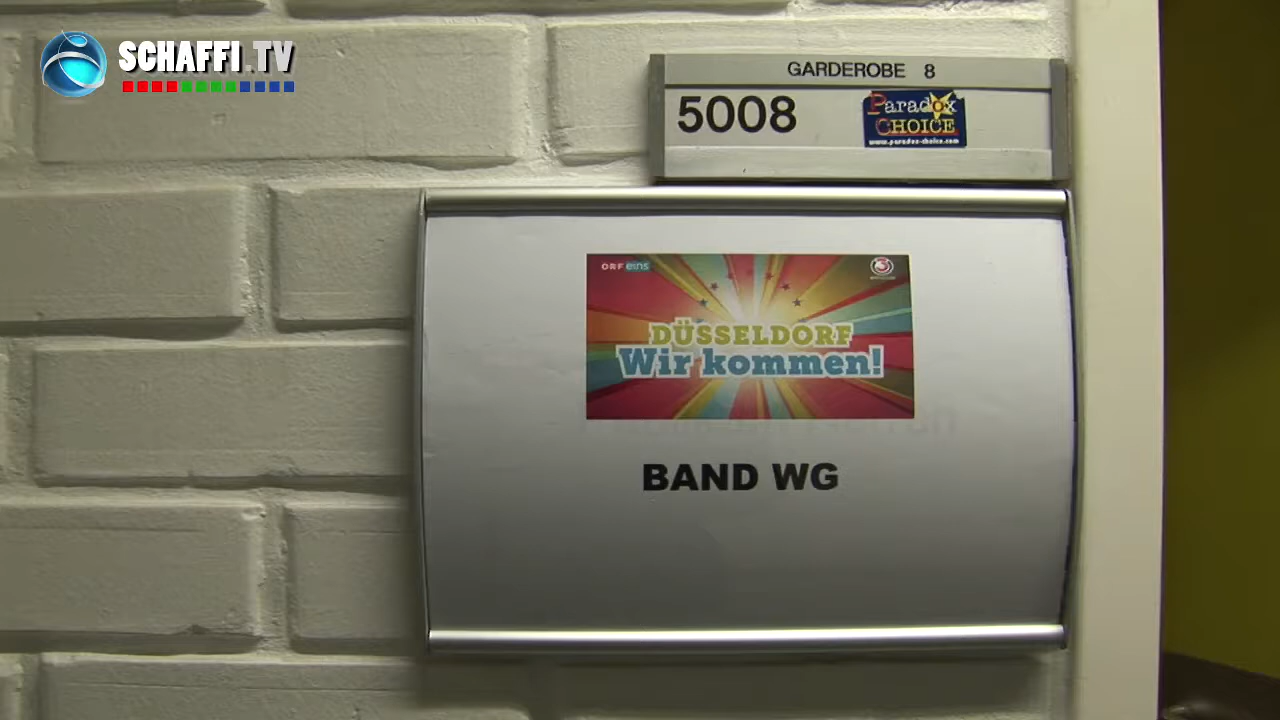 SCHAFFI.TV
GARDEROBE 8
5008
Paradox
CHOICE
www.paradox-choice.com
ORF eins
DÜSSELDORF
Wir kommen!
BAND WG